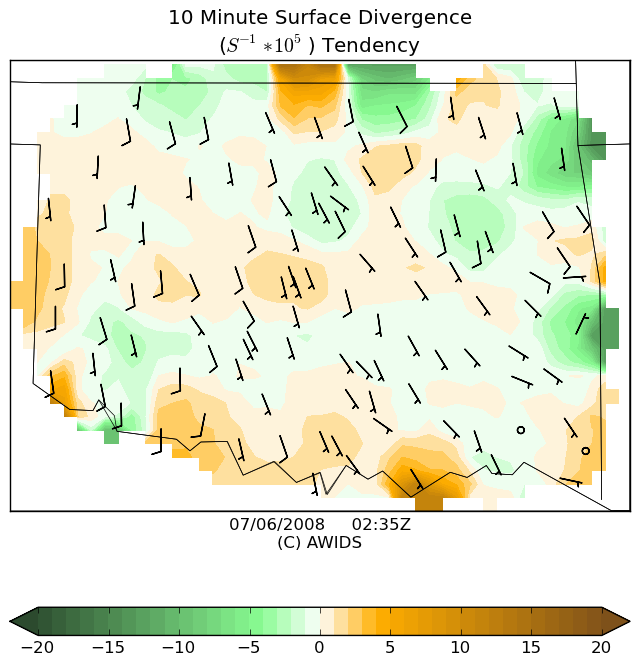 10 Minute Surface Divergence
(S⁻¹ *10⁵ ) Tendency
07/06/2008 02:35Z
(C) AWIDS
−20 −15 −10 −5 0 5 10 15 20